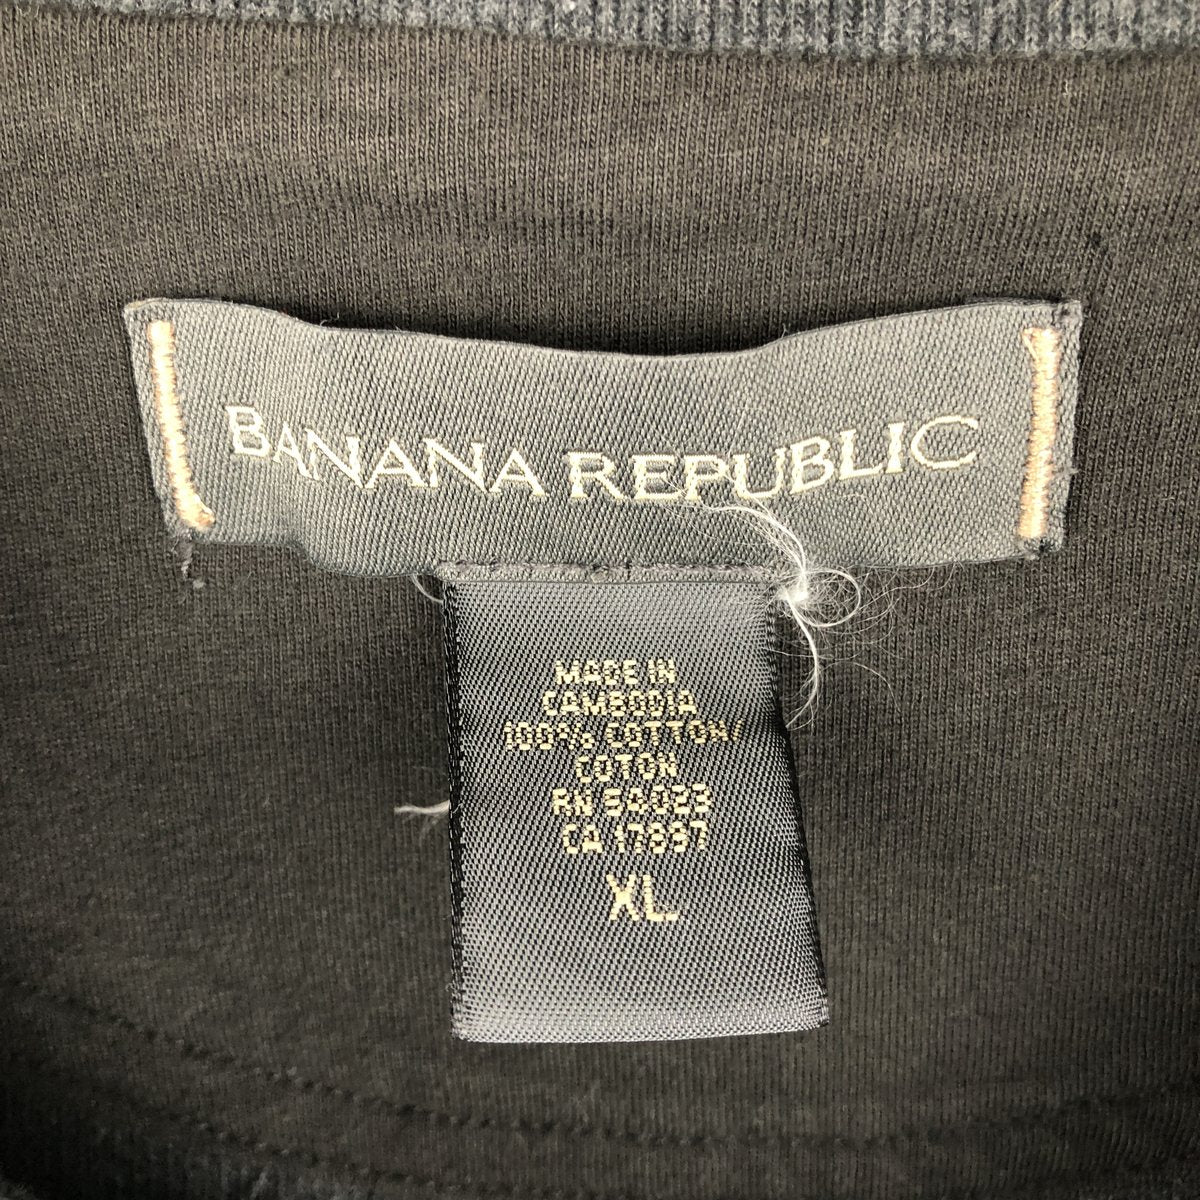 BANANA REPUBLIC
MADE IN
CAMBODIA
100% COTTON/
COTON
RN 54023
CA 17897
XL